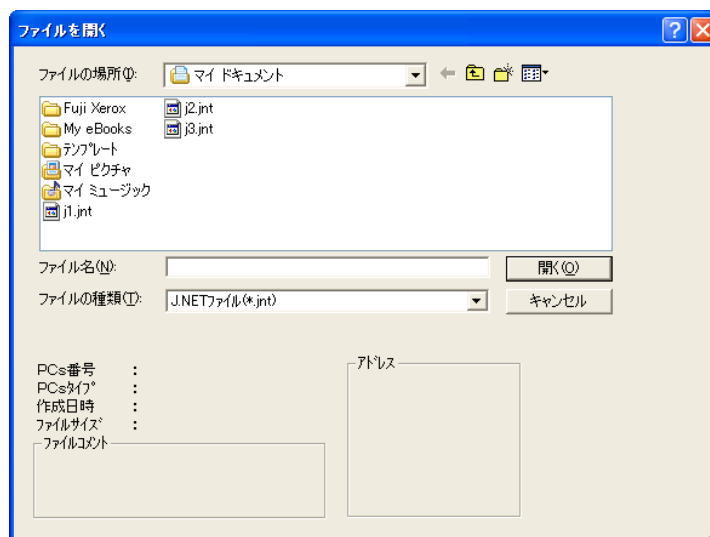 ファイルを開く
ファイルの場所(I):
マイ ドキュメント
Fuji Xerox
My eBooks
テンプレート
マイ ピクチャ
マイ ミュージック
j1.jnt
j2.jnt
j3.jnt
ファイル名(N):
開く(O)
ファイルの種類(T):
J.NETファイル(*.jnt)
キャンセル
PCs番号 :
PCsタイプ :
作成日時 :
ファイルサイズ :
ファイルコメント
アドレス